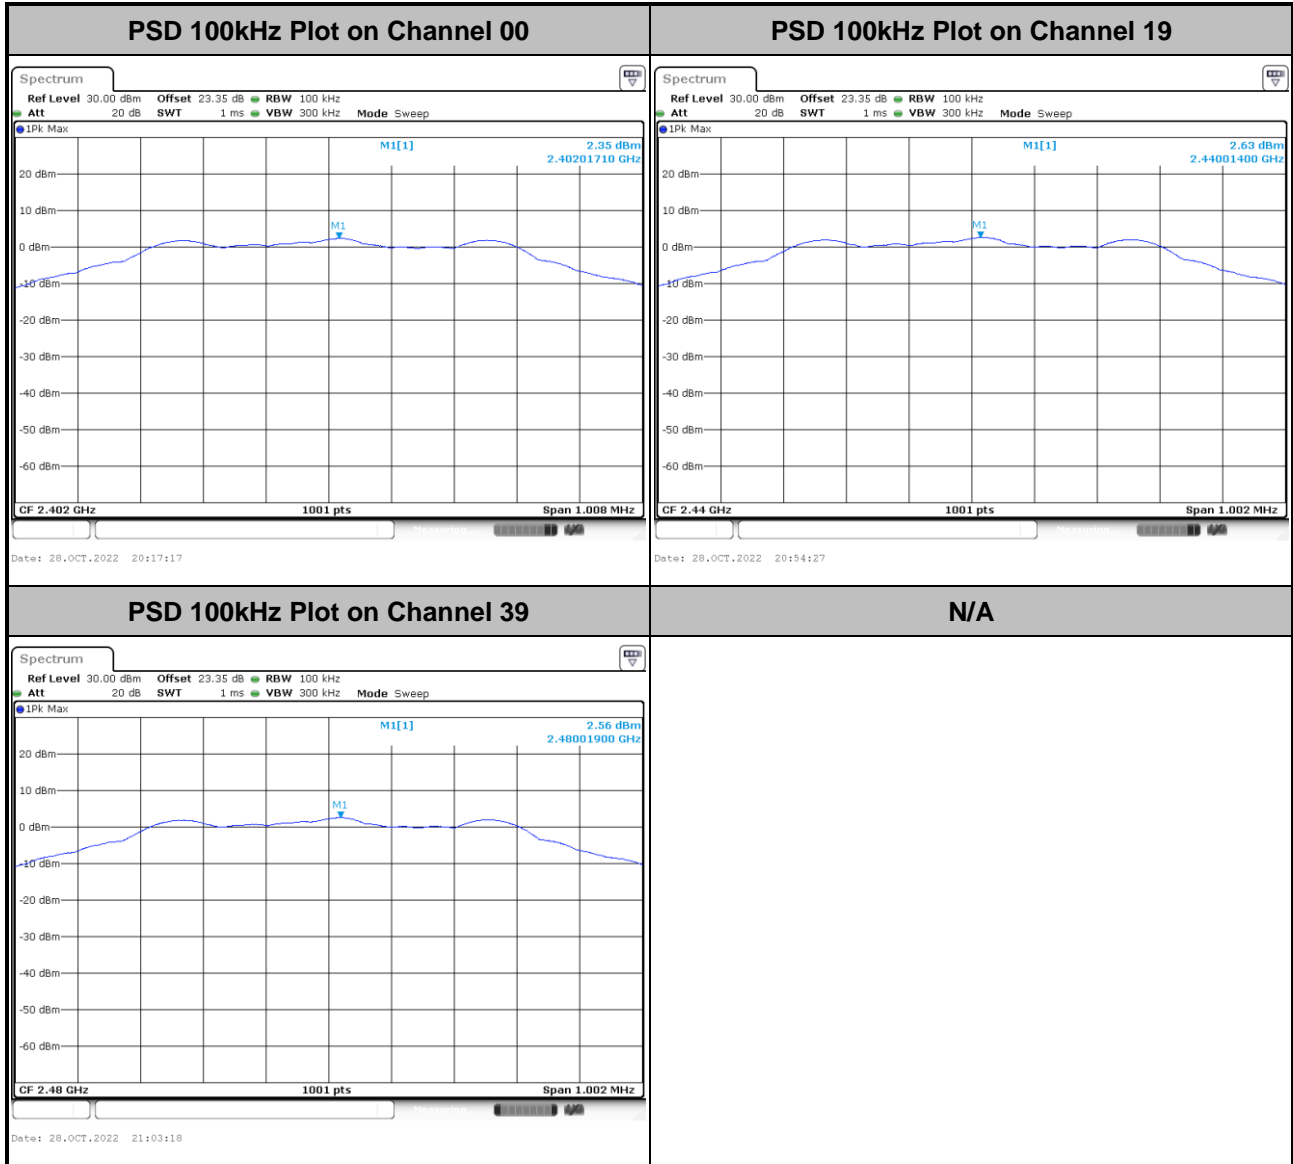 PSD 100kHz Plot on Channel 00
PSD 100kHz Plot on Channel 19
Spectrum
Ref Level 30.00 dBm Offset 23.35 dB RBW 100 kHz
Att 20 dB SWT 1 ms VBW 300 kHz Mode Sweep
1Pk Max
M1[1] 2.35 dBm
2.40201710 GHz
20 dBm
10 dBm
M1
0 dBm
-10 dBm
-20 dBm
-30 dBm
-40 dBm
-50 dBm
-60 dBm
CF 2.402 GHz 1001 pts Span 1.008 MHz
Measuring...
Date: 28.OCT.2022 20:17:17
Spectrum
Ref Level 30.00 dBm Offset 23.35 dB RBW 100 kHz
Att 20 dB SWT 1 ms VBW 300 kHz Mode Sweep
1Pk Max
M1[1] 2.63 dBm
2.44001400 GHz
20 dBm
10 dBm
M1
0 dBm
-10 dBm
-20 dBm
-30 dBm
-40 dBm
-50 dBm
-60 dBm
CF 2.44 GHz 1001 pts Span 1.002 MHz
Measuring...
Date: 28.OCT.2022 20:54:27
PSD 100kHz Plot on Channel 39
N/A
Spectrum
Ref Level 30.00 dBm Offset 23.35 dB RBW 100 kHz
Att 20 dB SWT 1 ms VBW 300 kHz Mode Sweep
1Pk Max
M1[1] 2.56 dBm
2.48001900 GHz
20 dBm
10 dBm
M1
0 dBm
-10 dBm
-20 dBm
-30 dBm
-40 dBm
-50 dBm
-60 dBm
CF 2.48 GHz 1001 pts Span 1.002 MHz
Measuring...
Date: 28.OCT.2022 21:03:18